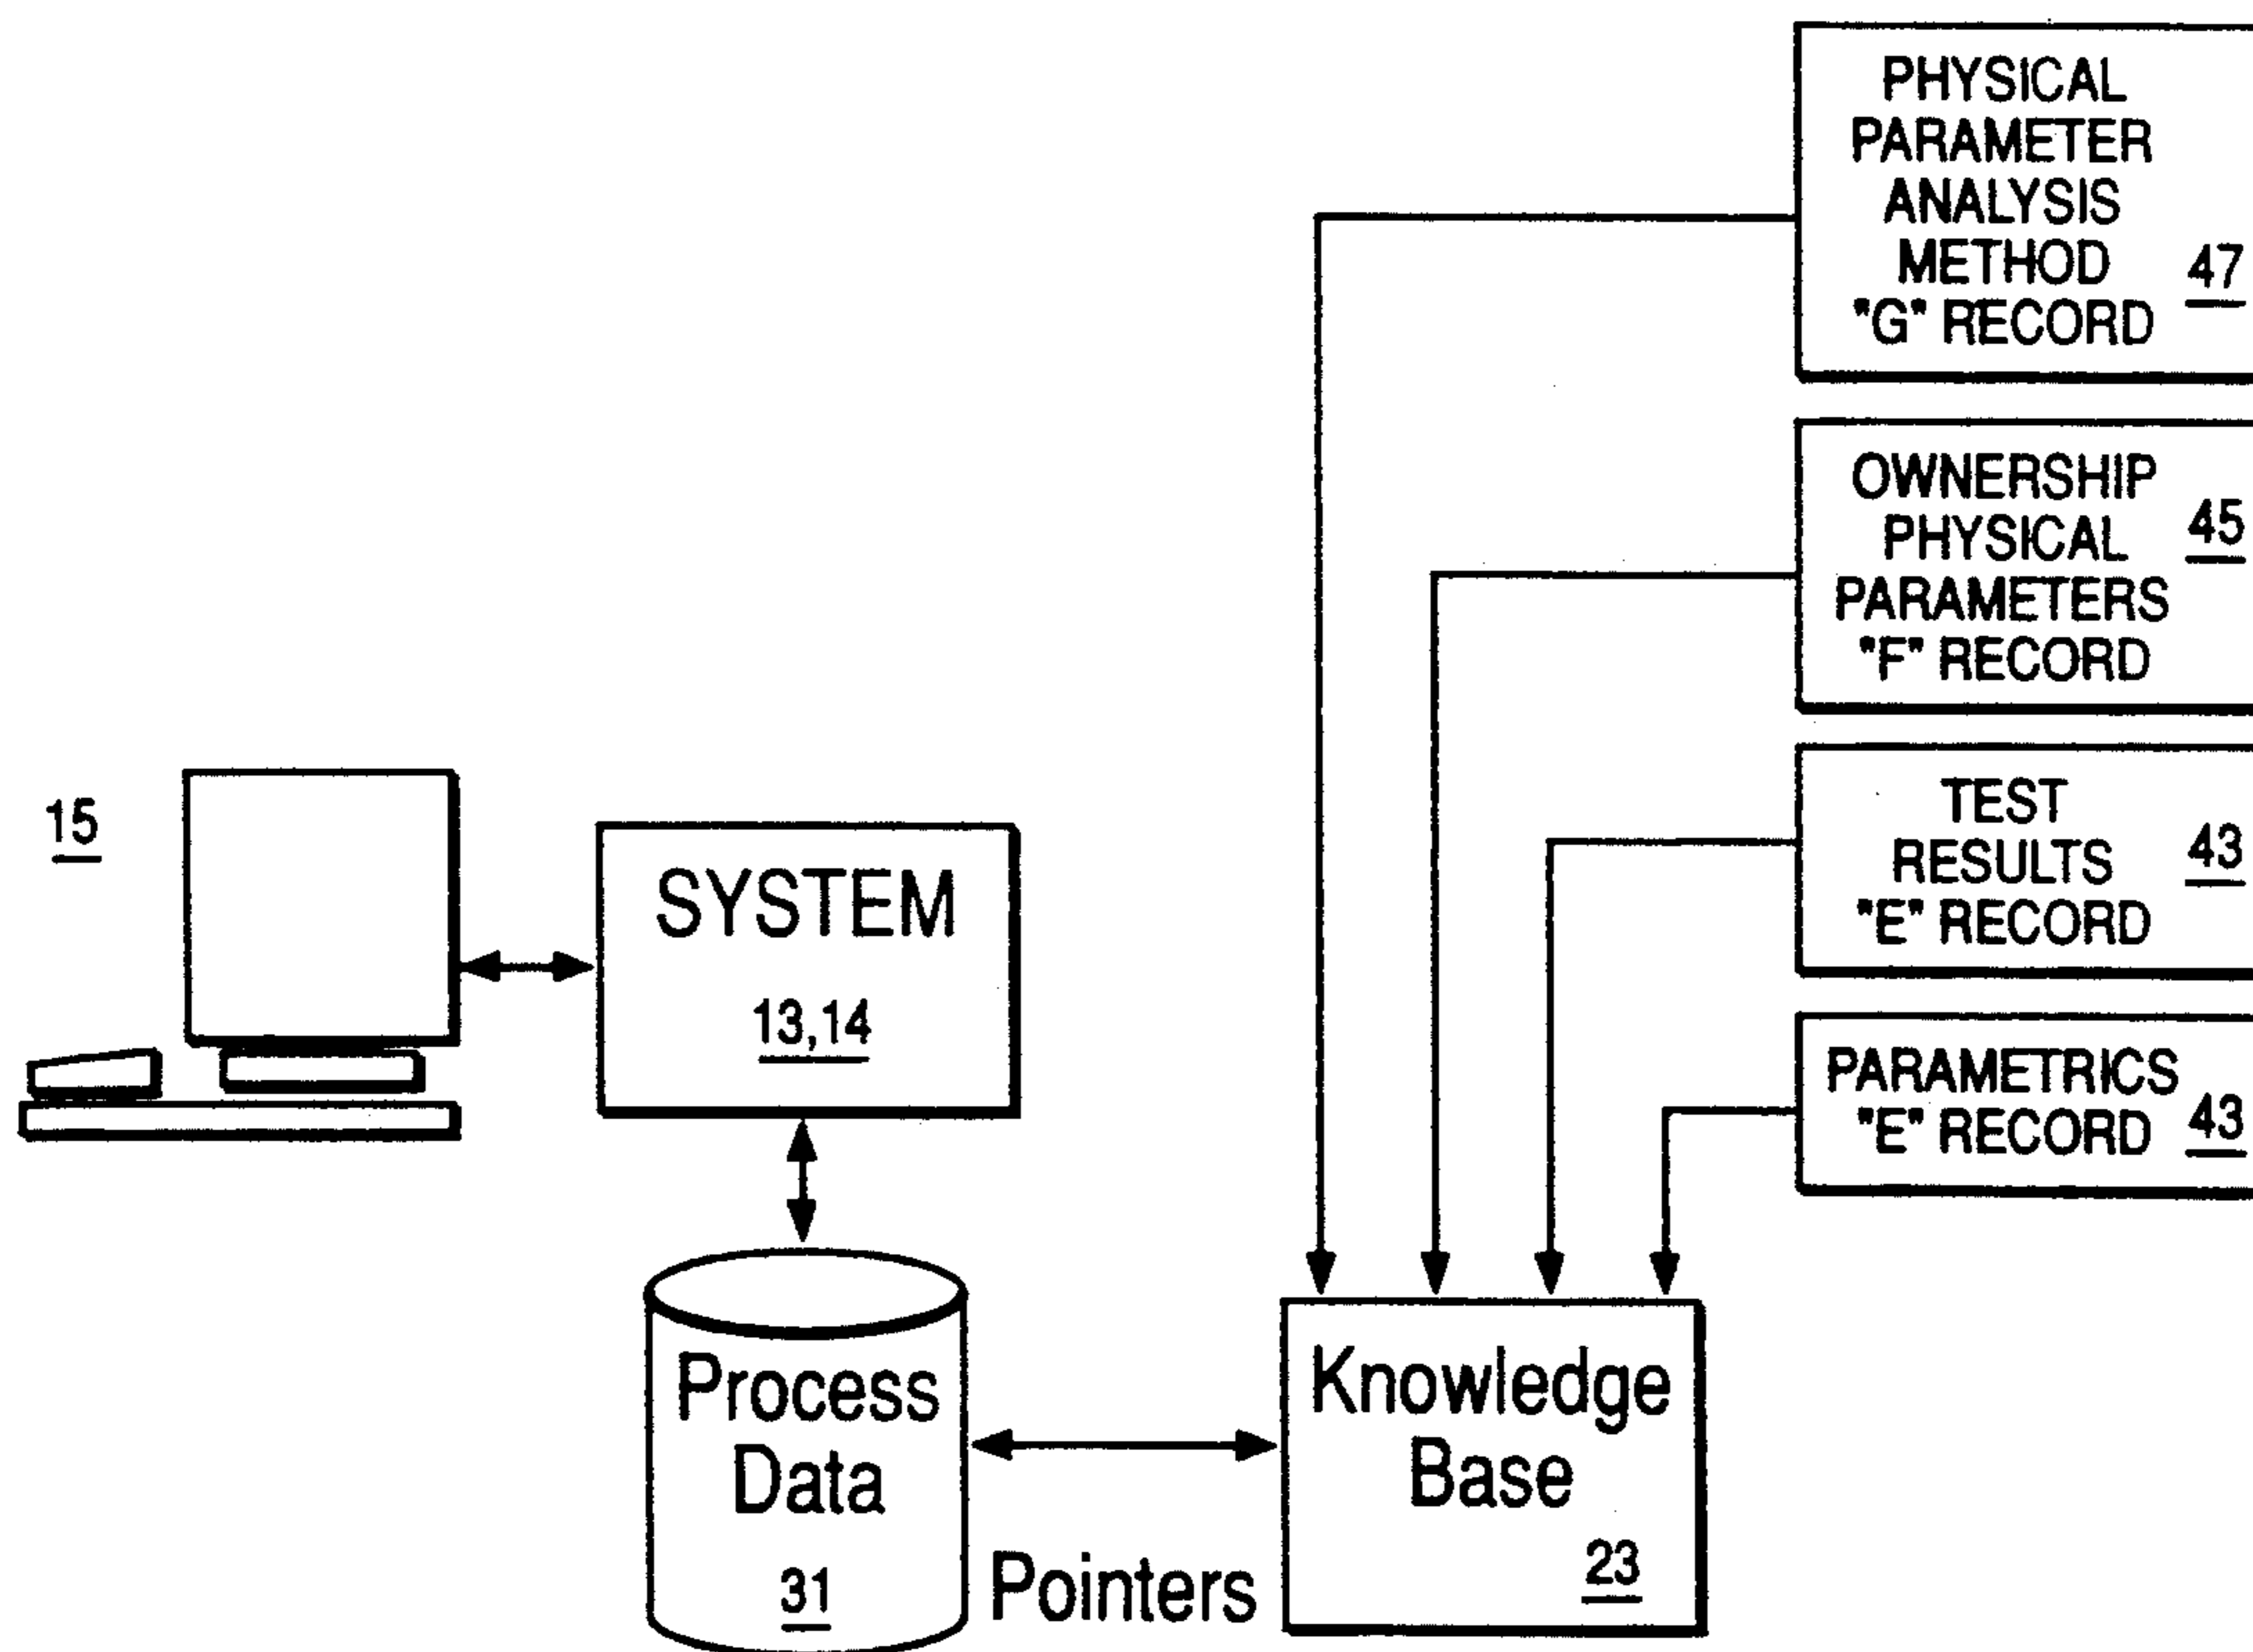 PHYSICAL
PARAMETER
ANALYSIS
METHOD 47
"G" RECORD
OWNERSHIP
PHYSICAL 45
PARAMETERS
"F" RECORD
TEST
RESULTS 43
"E" RECORD
PARAMETRICS
"E" RECORD 43
15
SYSTEM
13,14
Process
Data
31
Pointers
Knowledge
Base
23